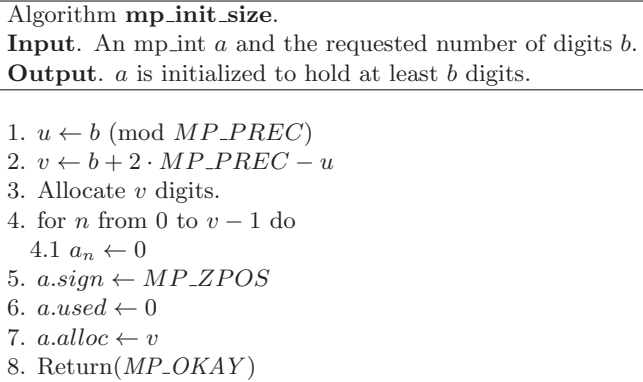 Algorithm mp_init_size.
Input. An mp_int a and the requested number of digits b.
Output. a is initialized to hold at least b digits.
1. u ← b (mod MP_PREC)
2. v ← b + 2 · MP_PREC − u
3. Allocate v digits.
4. for n from 0 to v − 1 do
4.1 aₙ ← 0
5. a.sign ← MP_ZPOS
6. a.used ← 0
7. a.alloc ← v
8. Return(MP_OKAY)